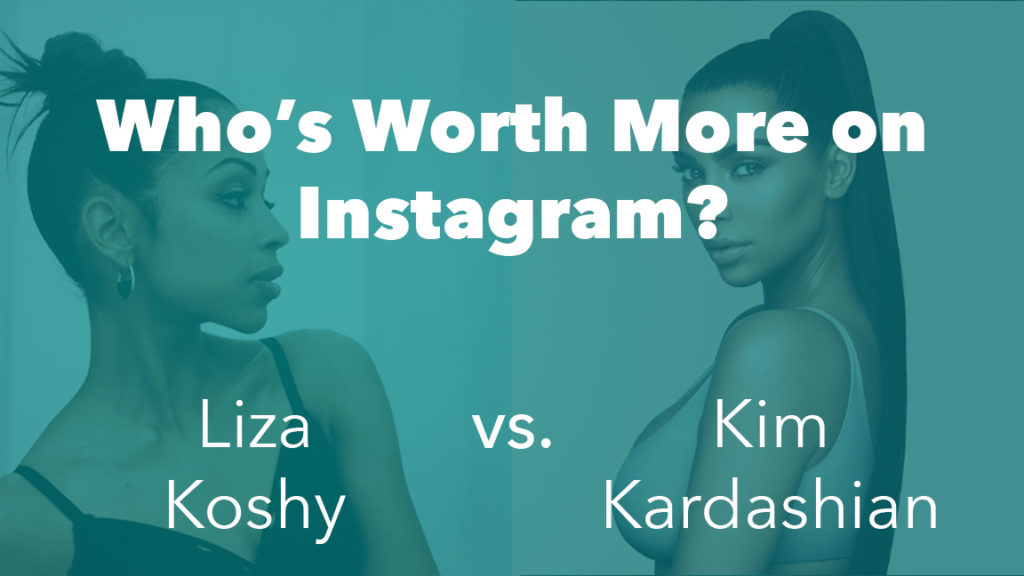 Who’s Worth More on
Instagram?
Liza
Koshy
vs.
Kim
Kardashian